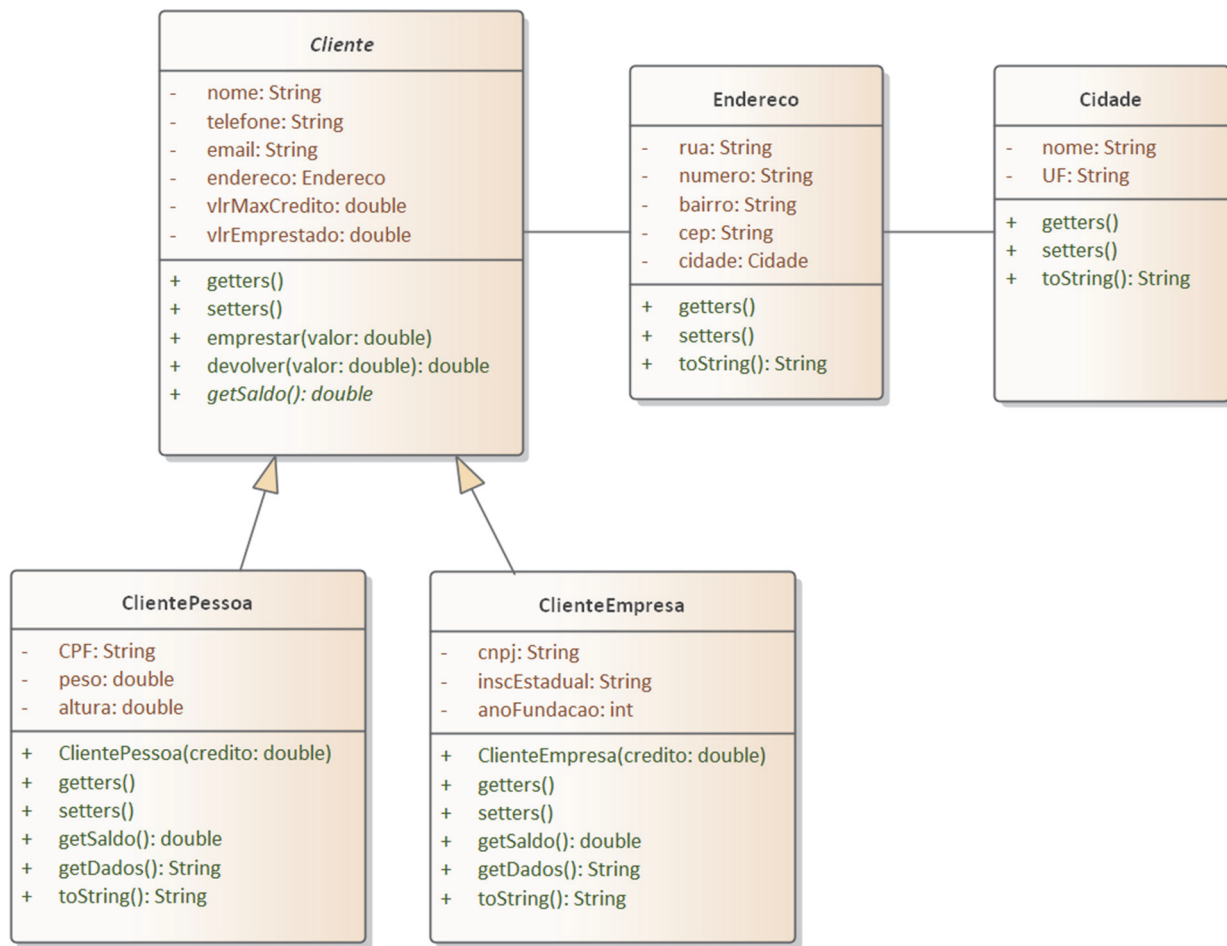 Cliente
- nome: String
- telefone: String
- email: String
- endereco: Endereco
- vlrMaxCredito: double
- vlrEmprestado: double
+ getters()
+ setters()
+ emprestar(valor: double)
+ devolver(valor: double): double
+ getSaldo(): double
Endereco
- rua: String
- numero: String
- bairro: String
- cep: String
- cidade: Cidade
+ getters()
+ setters()
+ toString(): String
Cidade
- nome: String
- UF: String
+ getters()
+ setters()
+ toString(): String
ClientePessoa
- CPF: String
- peso: double
- altura: double
+ ClientePessoa(credito: double)
+ getters()
+ setters()
+ getSaldo(): double
+ getDados(): String
+ toString(): String
ClienteEmpresa
- cnpj: String
- inscEstadual: String
- anoFundacao: int
+ ClienteEmpresa(credito: double)
+ getters()
+ setters()
+ getSaldo(): double
+ getDados(): String
+ toString(): String